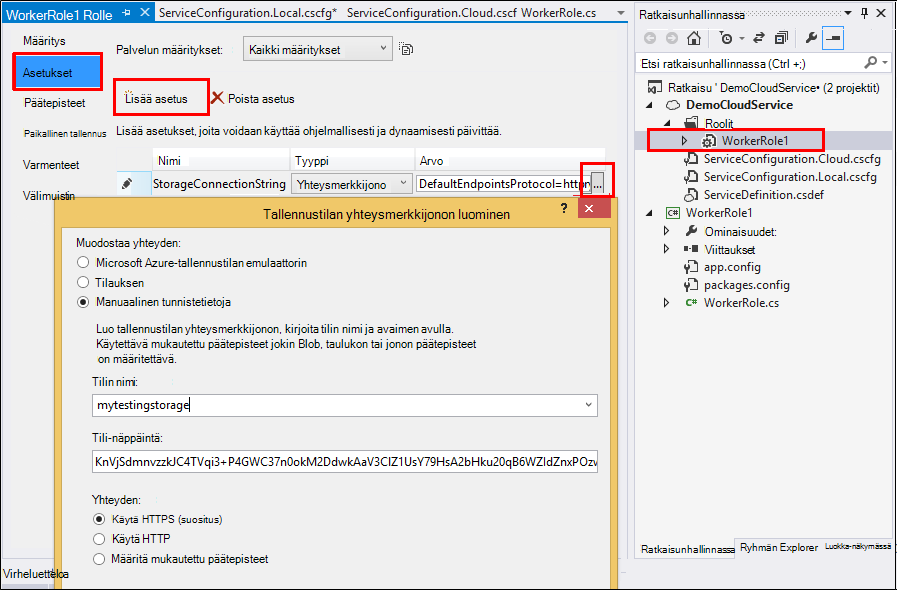 WorkerRole1 Rolle
ServiceConfiguration.Local.cscfg*
ServiceConfiguration.Cloud.cscf
WorkerRole.cs
Määritys
Asetukset
Päätepisteet
Paikallinen tallennus
Varmenteet
Välimuistin
Palvelun määritykset:
Kaikki määritykset
Lisää asetus
Poista asetus
Lisää asetukset, joita voidaan käyttää ohjelmallisesti ja dynaamisesti päivittää.
Nimi
Tyyppi
Arvo
StorageConnectionString
Yhteysmerkkijono
DefaultEndpointsProtocol=http
...
Tallennustilan yhteysmerkkijonon luominen
?
Muodostaa yhteyden:
Microsoft Azure-tallennustilan emulaattorin
Tilauksen
Manuaalinen tunnistetietoja
Luo tallennustilan yhteysmerkkijonon, kirjoita tilin nimi ja avaimen avulla.
Käytettävä mukautettu päätepisteet jokin Blob, taulukon tai jonon päätepisteet
on määritettävä.
Tilin nimi:
mytestingstorage
Tili-näppäintä:
KnVjSdmnvzzkJC4TVqi3+P4GWC37n0okM2DdwkAaV3ClZ1UsY79HsA2bHku20qB6WZldZnxPOzv
Yhteyden:
Käytä HTTPS (suositus)
Käytä HTTP
Määritä mukautettu päätepisteet
Virheluetteloa
Ratkaisunhallinnassa
Etsi ratkaisunhallinnassa (Ctrl +;)
Ratkaisu ' DemoCloudService• (2 projektit)
DemoCloudService
Roolit
WorkerRole1
ServiceConfiguration.Cloud.cscfg
ServiceConfiguration.Local.cscfg
ServiceDefinition.csdef
C# WorkerRole1
Ominaisuudet:
Viittaukset
app.config
packages.config
C# WorkerRole.cs
Ratkaisunhallinnassa
Ryhmän Explorer
Luokka-näkymässä